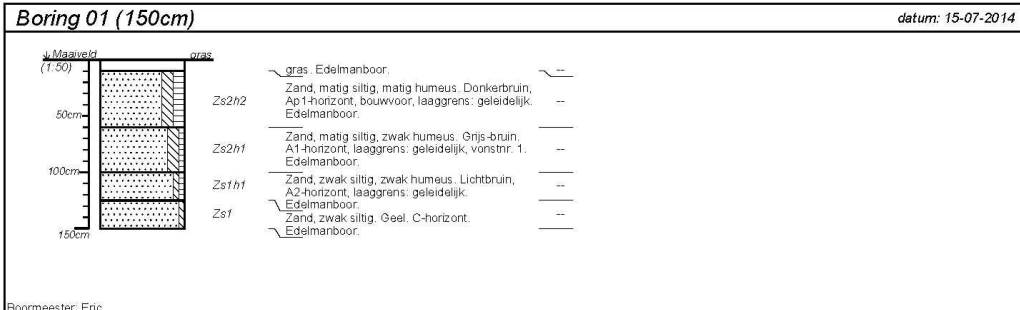 Boring 01 (150cm)
datum: 15-07-2014
↓ Maaiveld
gras
(1:50)
gras. Edelmanboor.
--
Zs2h2
Zand, matig siltig, matig humeus. Donkerbruin,
Ap1-horizont, bouwvoor, laaggrens: geleidelijk.
Edelmanboor.
--
50cm
Zs2h1
Zand, matig siltig, zwak humeus. Grijs-bruin.
A1-horizont, laaggrens: geleidelijk, vonstnr. 1.
Edelmanboor.
--
100cm
Zs1h1
Zand, zwak siltig, zwak humeus. Lichtbruin,
A2-horizont, laaggrens: geleidelijk.
Edelmanboor.
--
Zs1
Zand, zwak siltig. Geel. C-horizont.
Edelmanboor.
--
150cm
Boormeester: Eric